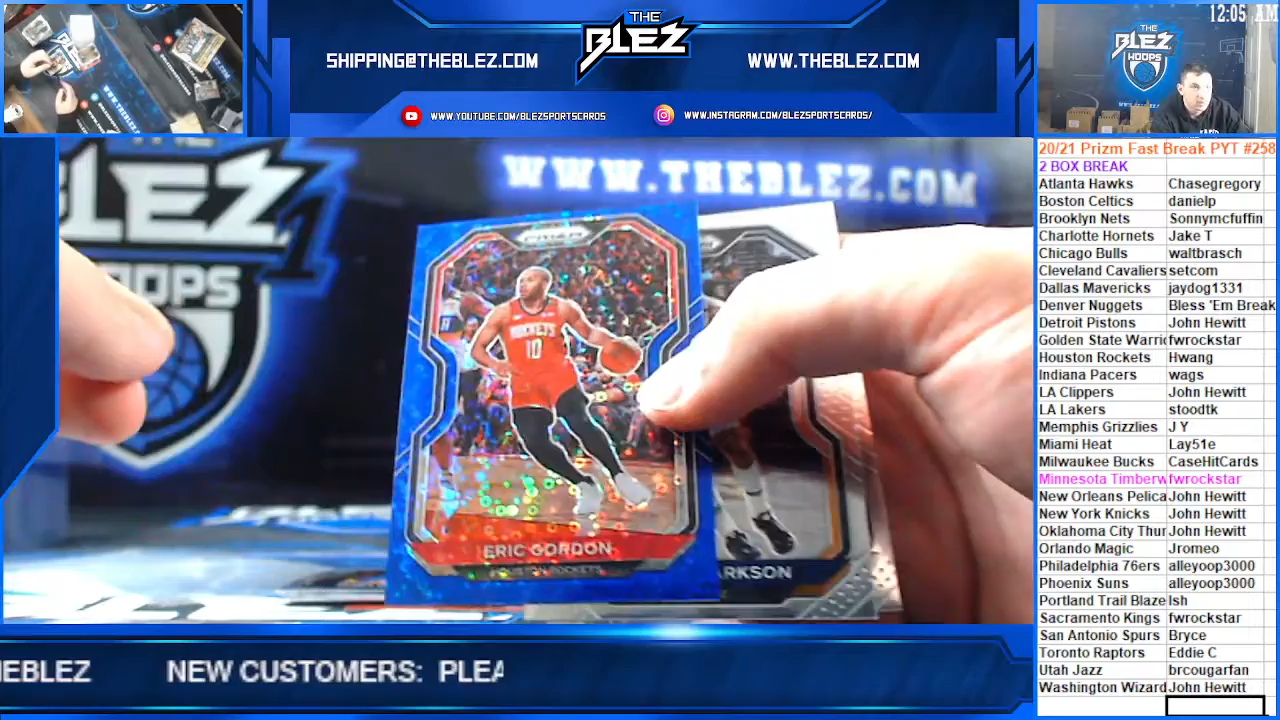 SHIPPING@THEBLEZ.COM
THE
BLEZ
WWW.THEBLEZ.COM
WWW.YOUTUBE.COM/BLEZSPORTSCARDS
WWW.INSTAGRAM.COM/BLEZSPORTSCARDS/
12:05 AM
THE
BLEZ
HOOPS
WWW.THEBLEZ.COM
BLEZ
HOOPS
PRIZM
ROCKETS
10
ERIC GORDON
HOUSTON ROCKETS
ARKSON
20/21 Prizm Fast Break PYT #258
2 BOX BREAK
Atlanta Hawks Chasegregory
Boston Celtics danielp
Brooklyn Nets Sonnymcfuffin
Charlotte Hornets Jake T
Chicago Bulls waltbrasch
Cleveland Cavaliers setcom
Dallas Mavericks jaydog1331
Denver Nuggets Bless 'Em Break
Detroit Pistons John Hewitt
Golden State Warric fwrockstar
Houston Rockets Hwang
Indiana Pacers wags
LA Clippers John Hewitt
LA Lakers stoodtk
Memphis Grizzlies J Y
Miami Heat Lay51e
Milwaukee Bucks CaseHitCards
Minnesota Timberw fwrockstar
New Orleans Pelica John Hewitt
New York Knicks John Hewitt
Oklahoma City Thur John Hewitt
Orlando Magic Jromeo
Philadelphia 76ers alleyoop3000
Phoenix Suns alleyoop3000
Portland Trail Blaze lsh
Sacramento Kings fwrockstar
San Antonio Spurs Bryce
Toronto Raptors Eddie C
Utah Jazz brcougarfan
Washington Wizard John Hewitt
HEBLEZ NEW CUSTOMERS: PLEA